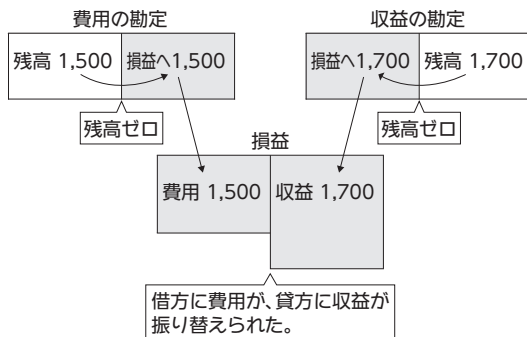 費用の勘定
収益の勘定
残高 1,500
損益へ1,500
損益へ1,700
残高 1,700
残高ゼロ
残高ゼロ
損益
費用 1,500
収益 1,700
借方に費用が、貸方に収益が
振り替えられた。